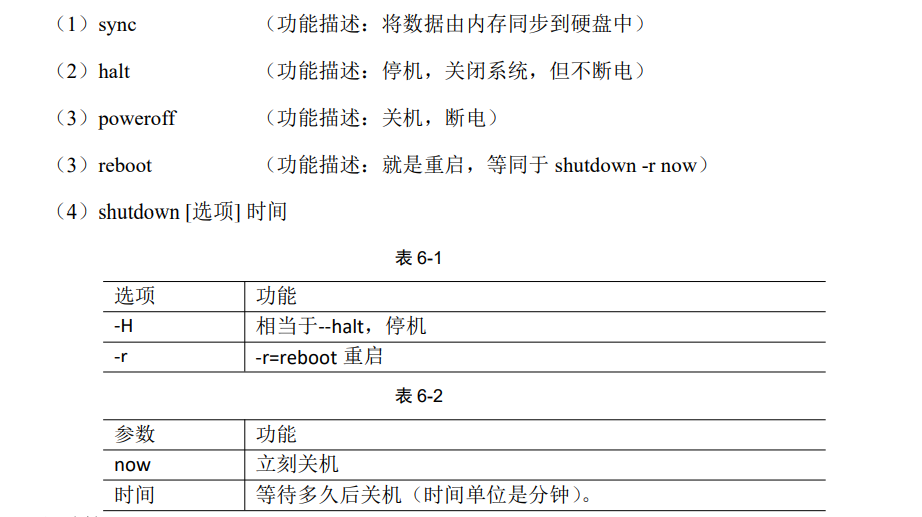 （1）sync （功能描述：将数据由内存同步到硬盘中）
（2）halt （功能描述：停机，关闭系统，但不断电）
（3）poweroff （功能描述：关机，断电）
（3）reboot （功能描述：就是重启，等同于 shutdown -r now）
（4）shutdown [选项] 时间
表 6-1
选项 功能
-H 相当于--halt，停机
-r -r=reboot 重启
表 6-2
参数 功能
now 立刻关机
时间 等待多久后关机（时间单位是分钟）。